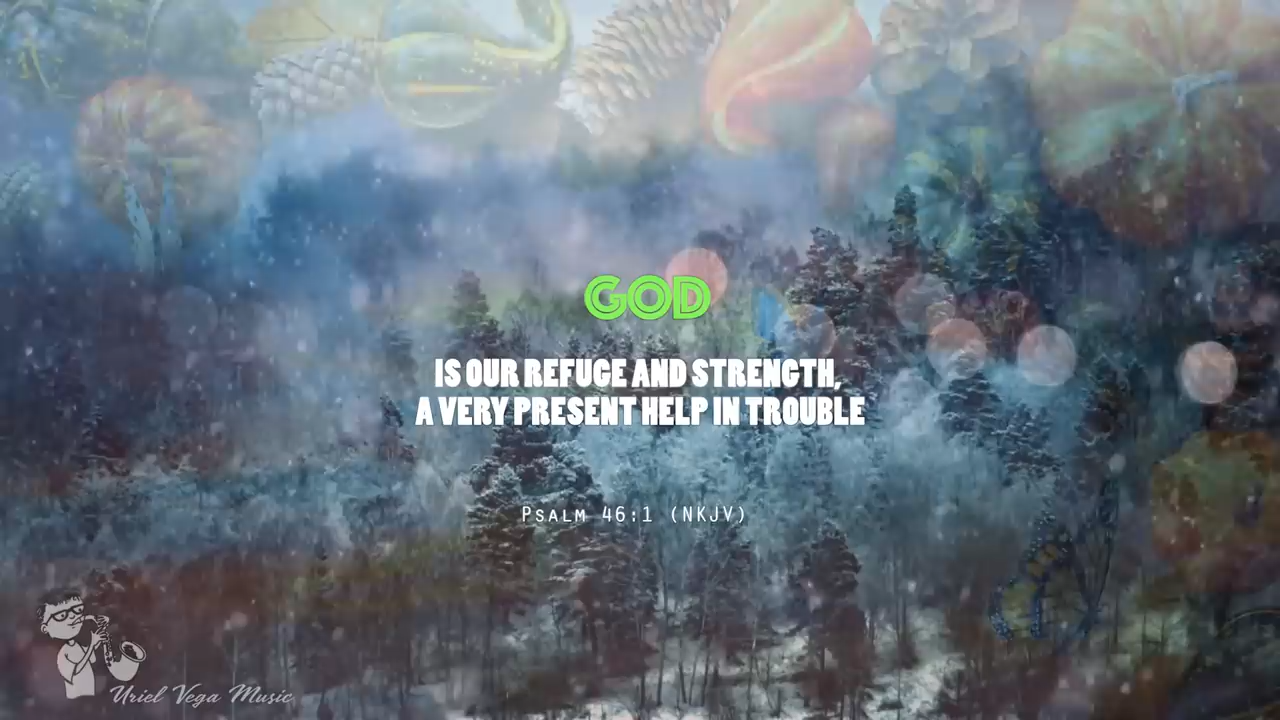 GOD
IS OUR REFUGE AND STRENGTH,
A VERY PRESENT HELP IN TROUBLE
Psalm 46:1 (NKJV)
Uriel Vega Music